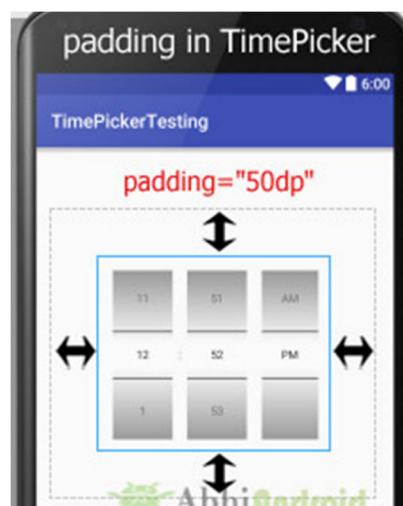 padding in TimePicker
6:00
TimePickerTesting
padding="50dp"
11 51 AM
12 : 52 PM
1 53
AbhiAndroid